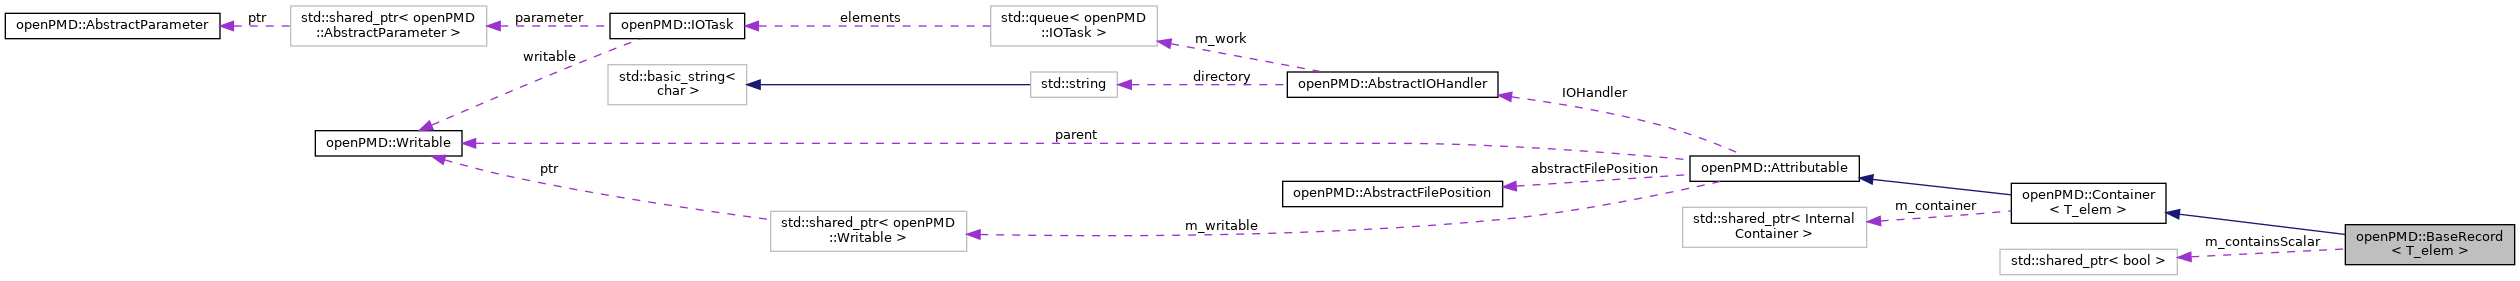 openPMD::AbstractParameter
ptr
std::shared_ptr< openPMD
::AbstractParameter >
parameter
openPMD::IOTask
elements
std::queue< openPMD
::IOTask >
m_work
writable
std::basic_string<
char >
std::string
directory
openPMD::AbstractIOHandler
IOHandler
openPMD::Writable
parent
ptr
abstractFilePosition
openPMD::AbstractFilePosition
openPMD::Attributable
std::shared_ptr< openPMD
::Writable >
m_writable
openPMD::Container
< T_elem >
m_container
std::shared_ptr< Internal
Container >
openPMD::BaseRecord
< T_elem >
m_containsScalar
std::shared_ptr< bool >